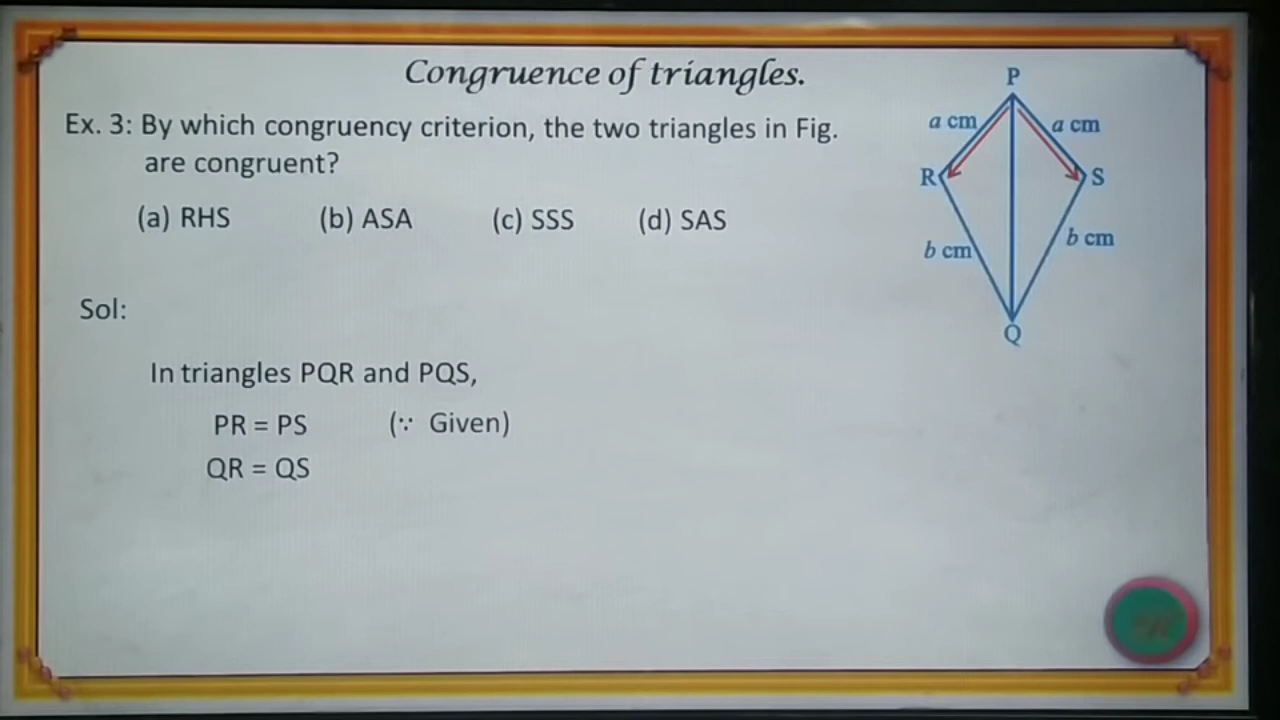 Congruence of triangles.
Ex. 3: By which congruency criterion, the two triangles in Fig.
are congruent?
(a) RHS (b) ASA (c) SSS (d) SAS
P
a cm a cm
R S
b cm b cm
Q
Sol:
In triangles PQR and PQS,
PR = PS (∵ Given)
QR = QS